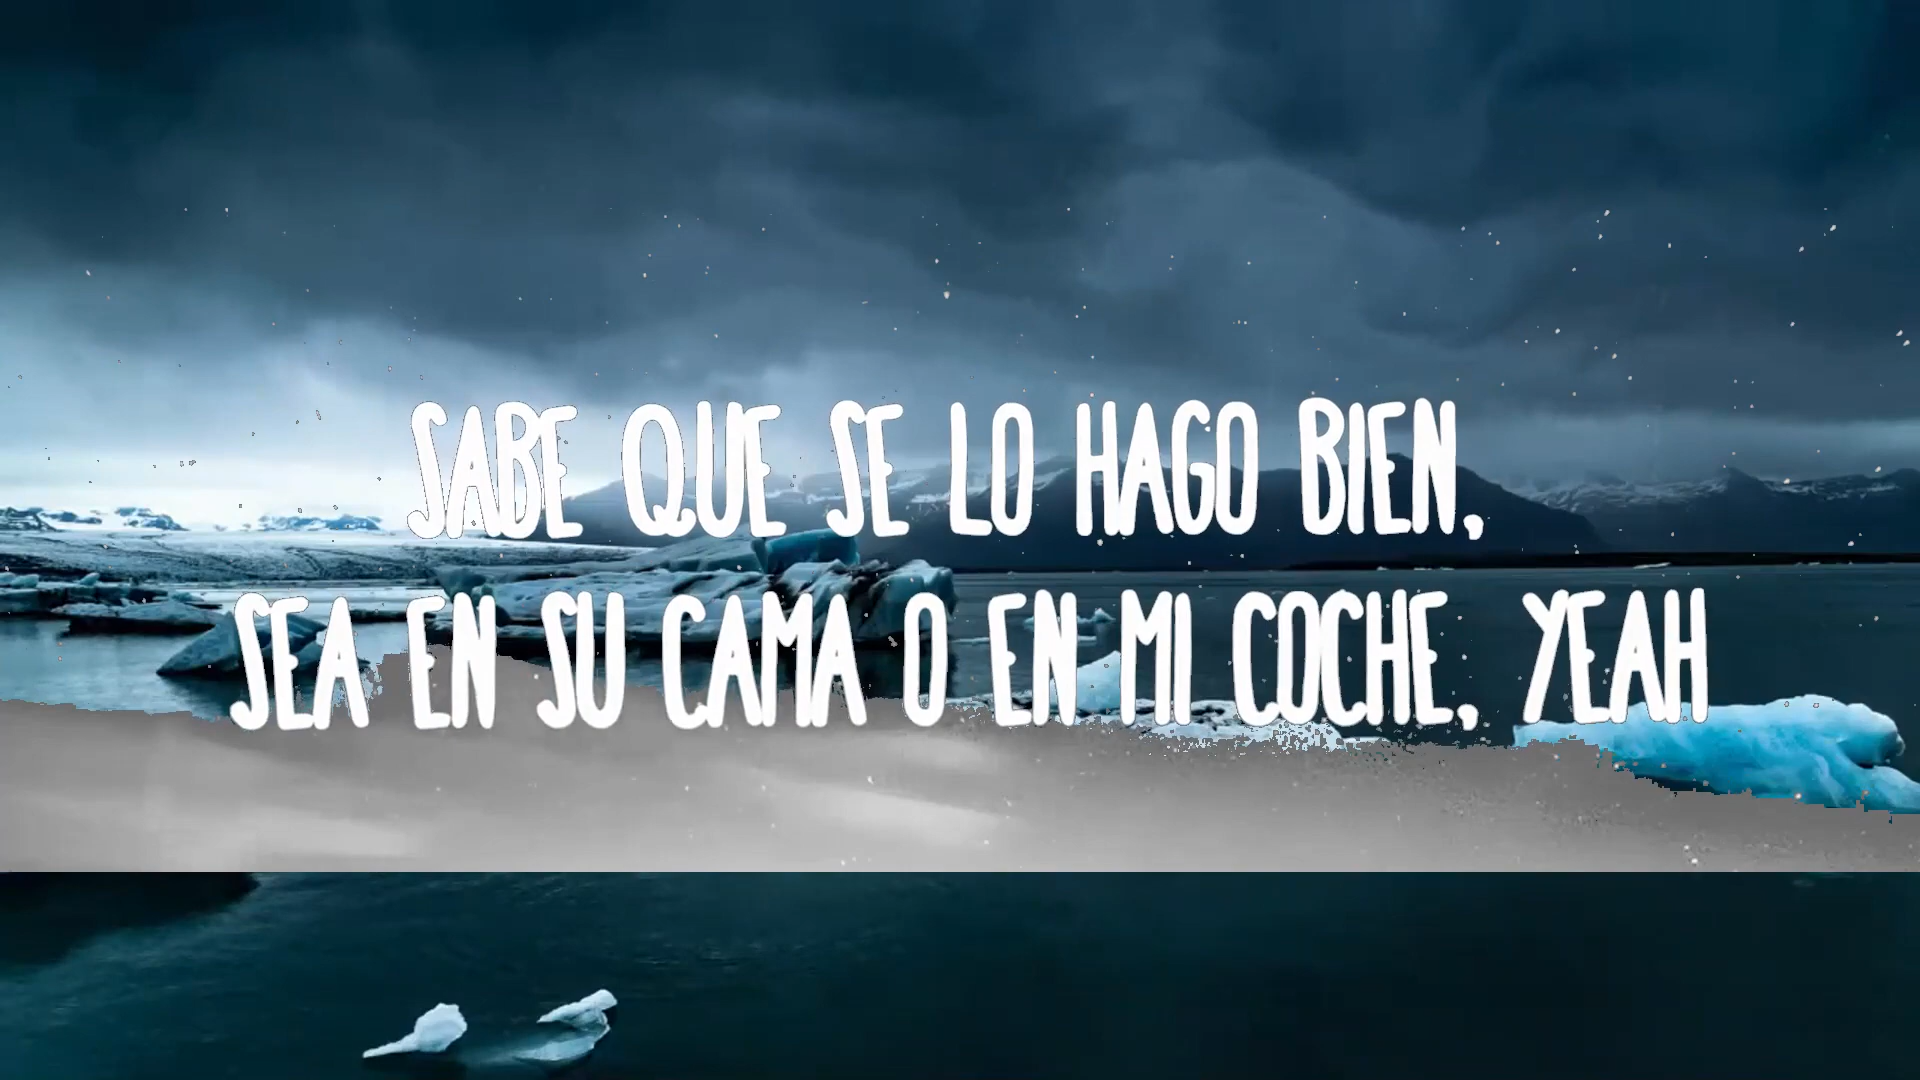 SABE QUE SE LO HAGO BIEN,
SEA EN SU CAMA O EN MI COCHE, YEAH